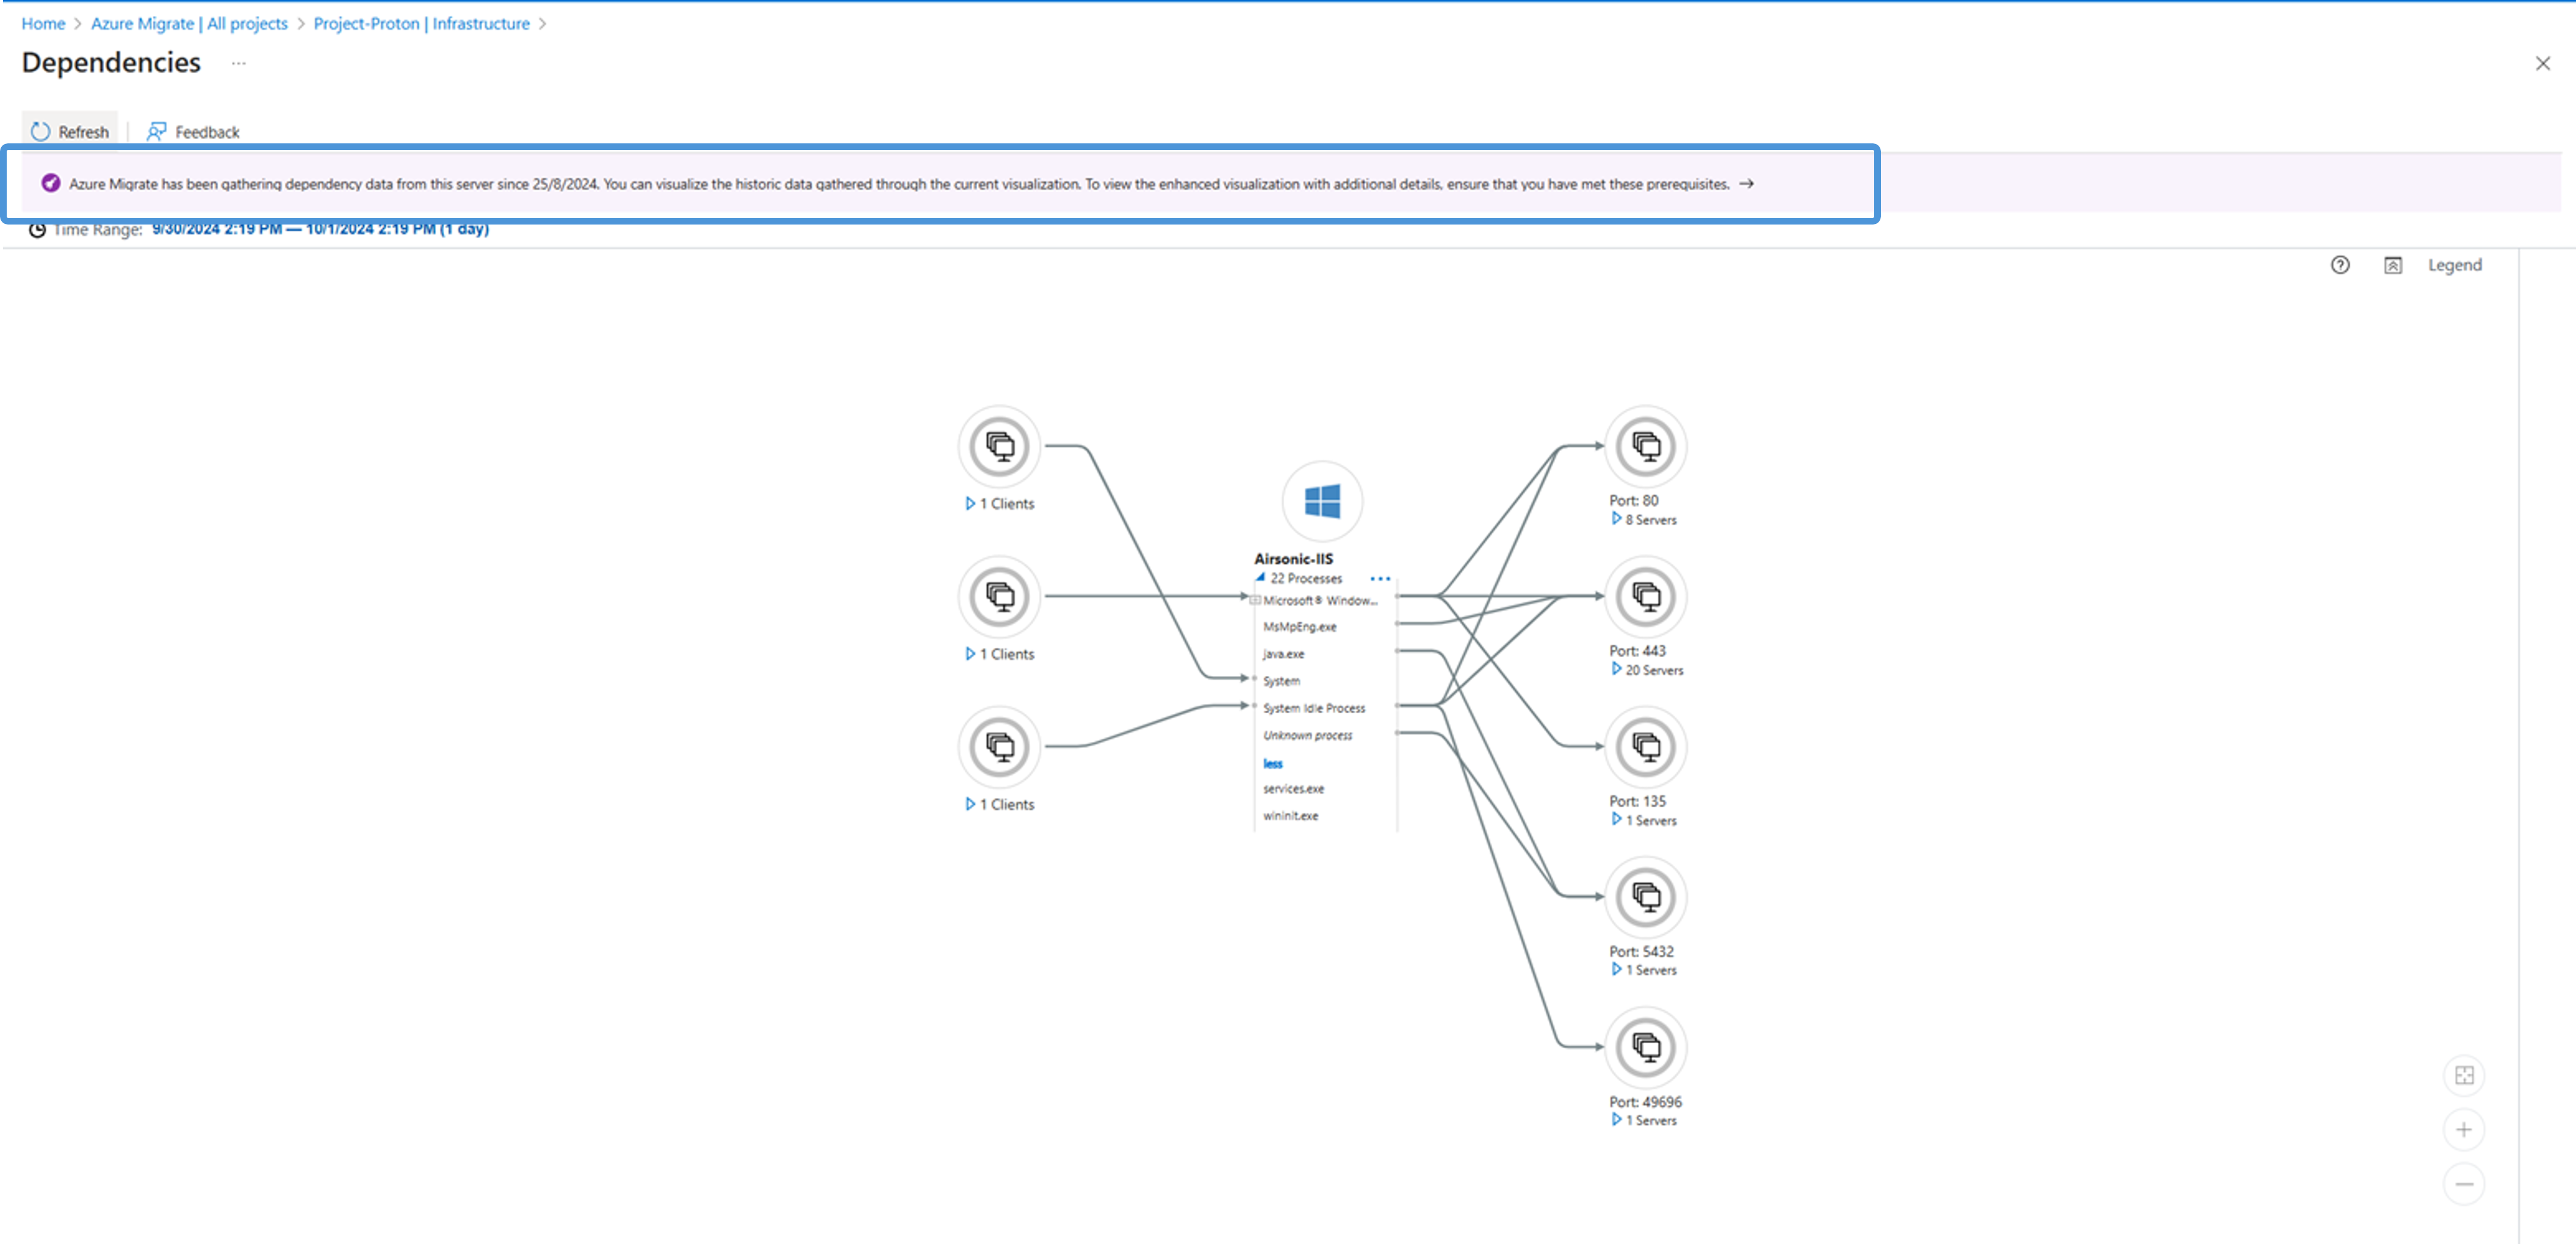 Home > Azure Migrate | All projects > Project-Proton | Infrastructure >
Dependencies ...
Refresh | Feedback
Azure Migrate has been gathering dependency data from this server since 25/8/2024. You can visualize the historic data gathered through the current visualization. To view the enhanced visualization with additional details, ensure that you have met these prerequisites. →
Time Range: 9/30/2024 2:19 PM — 10/1/2024 2:19 PM (1 day)
Legend
1 Clients
1 Clients
1 Clients
Airsonic-IIS
22 Processes ...
Microsoft® Window...
MsMpEng.exe
java.exe
System
System Idle Process
Unknown process
less
services.exe
wininit.exe
Port: 80
8 Servers
Port: 443
20 Servers
Port: 135
1 Servers
Port: 5432
1 Servers
Port: 49696
1 Servers